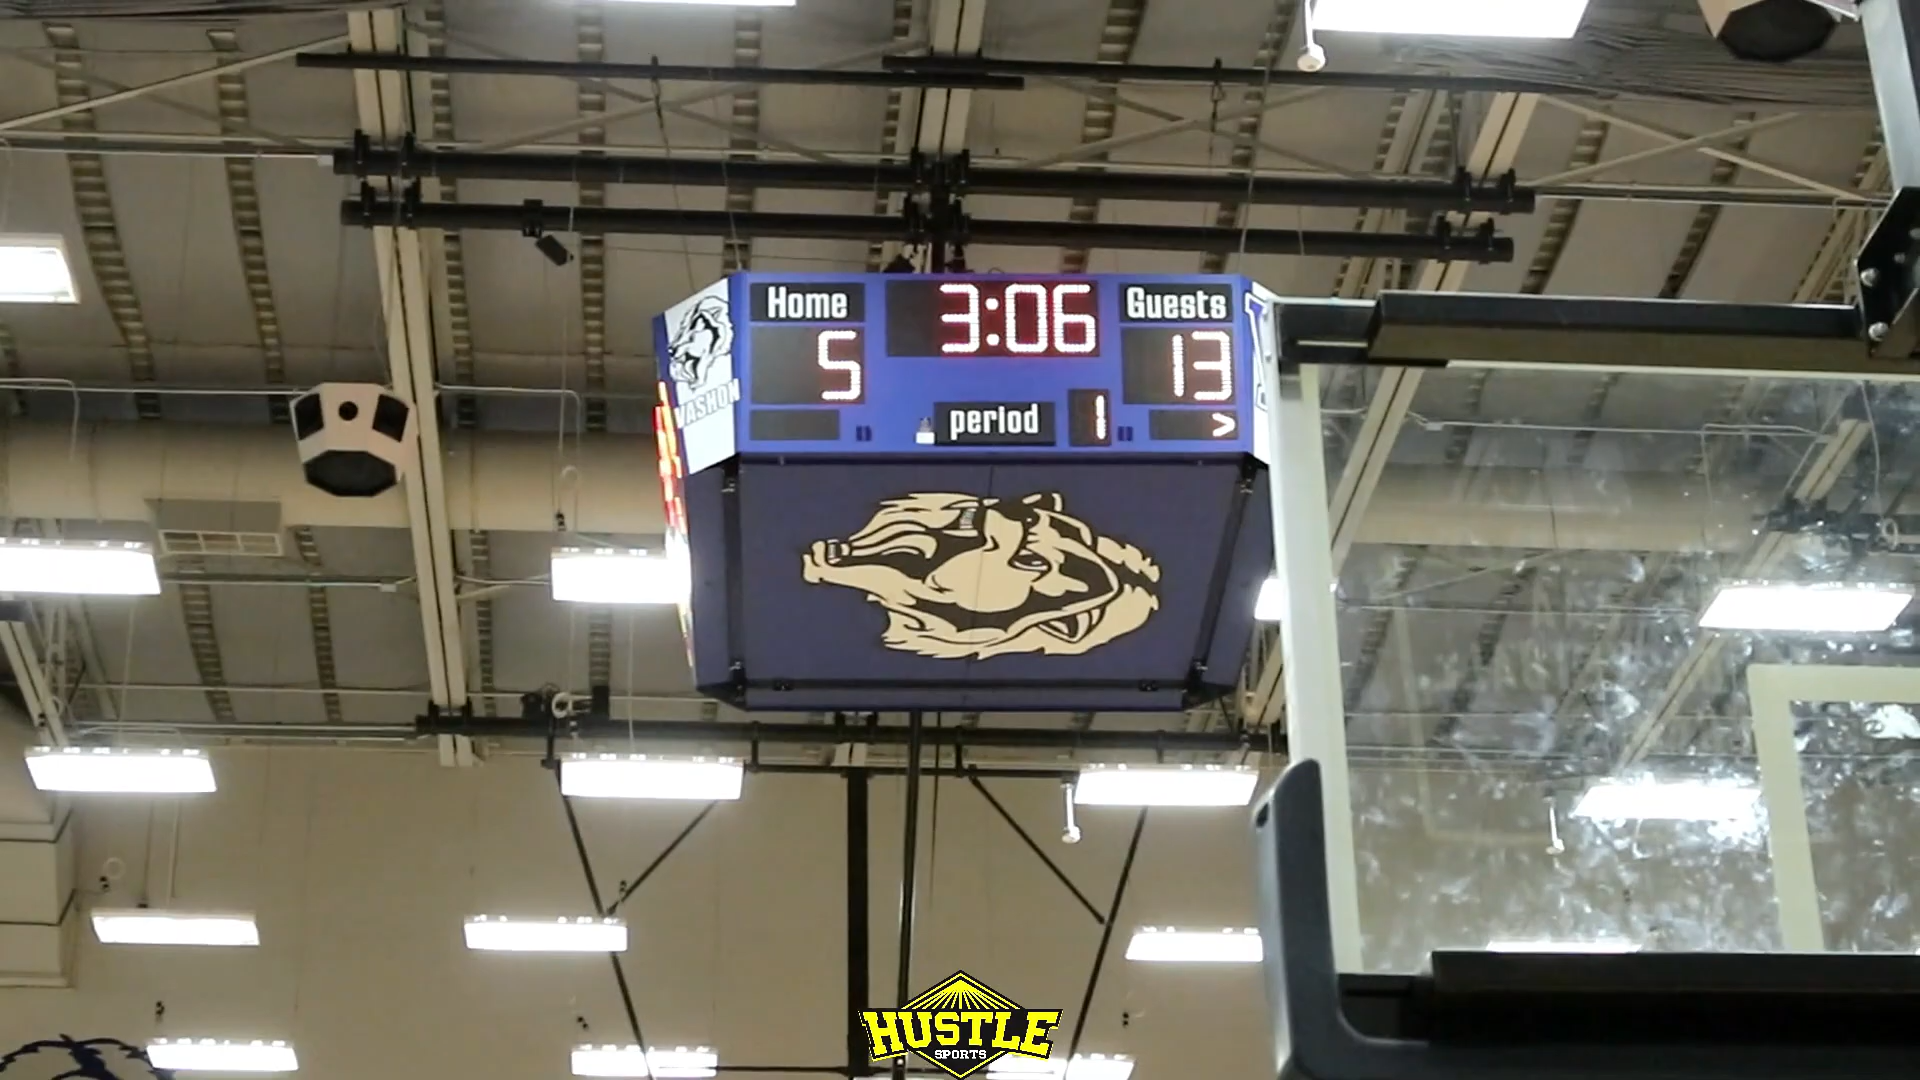 Home 3:06 Guests
5 13
period 1 >
VASHON
HUSTLE
SPORTS